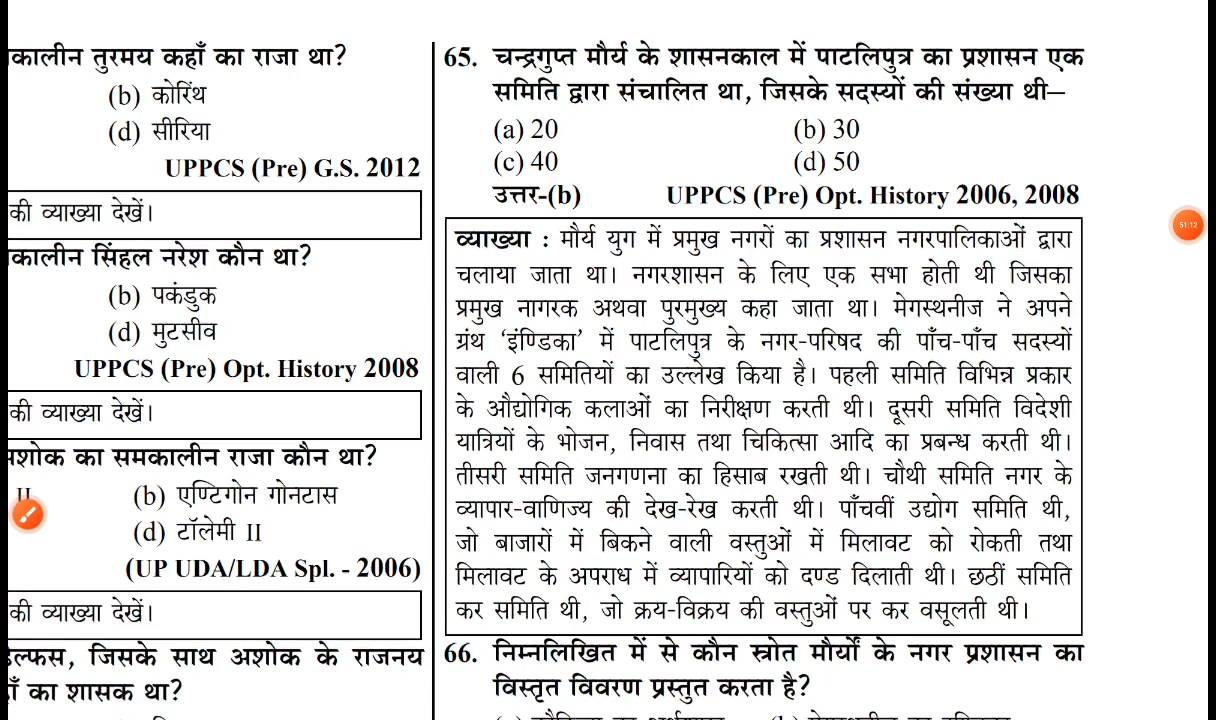 कालीन तुरमय कहाँ का राजा था?
(b) कोरिंथ
(d) सीरिया
UPPCS (Pre) G.S. 2012
की व्याख्या देखें।
कालीन सिंहल नरेश कौन था?
(b) पकंडुक
(d) मुटसीव
UPPCS (Pre) Opt. History 2008
की व्याख्या देखें।
अशोक का समकालीन राजा कौन था?
II
(b) एण्टिगोन गोनटास
(d) टॉलेमी II
(UP UDA/LDA Spl. - 2006)
की व्याख्या देखें।
जिसके साथ अशोक के राजनय
का शासक था?
65. चन्द्रगुप्त मौर्य के शासनकाल में पाटलिपुत्र का प्रशासन एक
समिति द्वारा संचालित था, जिसके सदस्यों की संख्या थी–
(a) 20 (b) 30
(c) 40 (d) 50
उत्तर-(b) UPPCS (Pre) Opt. History 2006, 2008
व्याख्या : मौर्य युग में प्रमुख नगरों का प्रशासन नगरपालिकाओं द्वारा
चलाया जाता था। नगरशासन के लिए एक सभा होती थी जिसका
प्रमुख नागरक अथवा पुरमुख्य कहा जाता था। मेगस्थनीज ने अपने
ग्रंथ ‘इंण्डिका’ में पाटलिपुत्र के नगर-परिषद की पाँच-पाँच सदस्यों
वाली 6 समितियों का उल्लेख किया है। पहली समिति विभिन्न प्रकार
के औद्योगिक कलाओं का निरीक्षण करती थी। दूसरी समिति विदेशी
यात्रियों के भोजन, निवास तथा चिकित्सा आदि का प्रबन्ध करती थी।
तीसरी समिति जनगणना का हिसाब रखती थी। चौथी समिति नगर के
व्यापार-वाणिज्य की देख-रेख करती थी। पाँचवीं उद्योग समिति थी,
जो बाजारों में बिकने वाली वस्तुओं में मिलावट को रोकती तथा
मिलावट के अपराध में व्यापारियों को दण्ड दिलाती थी। छठीं समिति
कर समिति थी, जो क्रय-विक्रय की वस्तुओं पर कर वसूलती थी।
66. निम्नलिखित में से कौन स्त्रोत मौर्यों के नगर प्रशासन का
विस्तृत विवरण प्रस्तुत करता है?
51:12